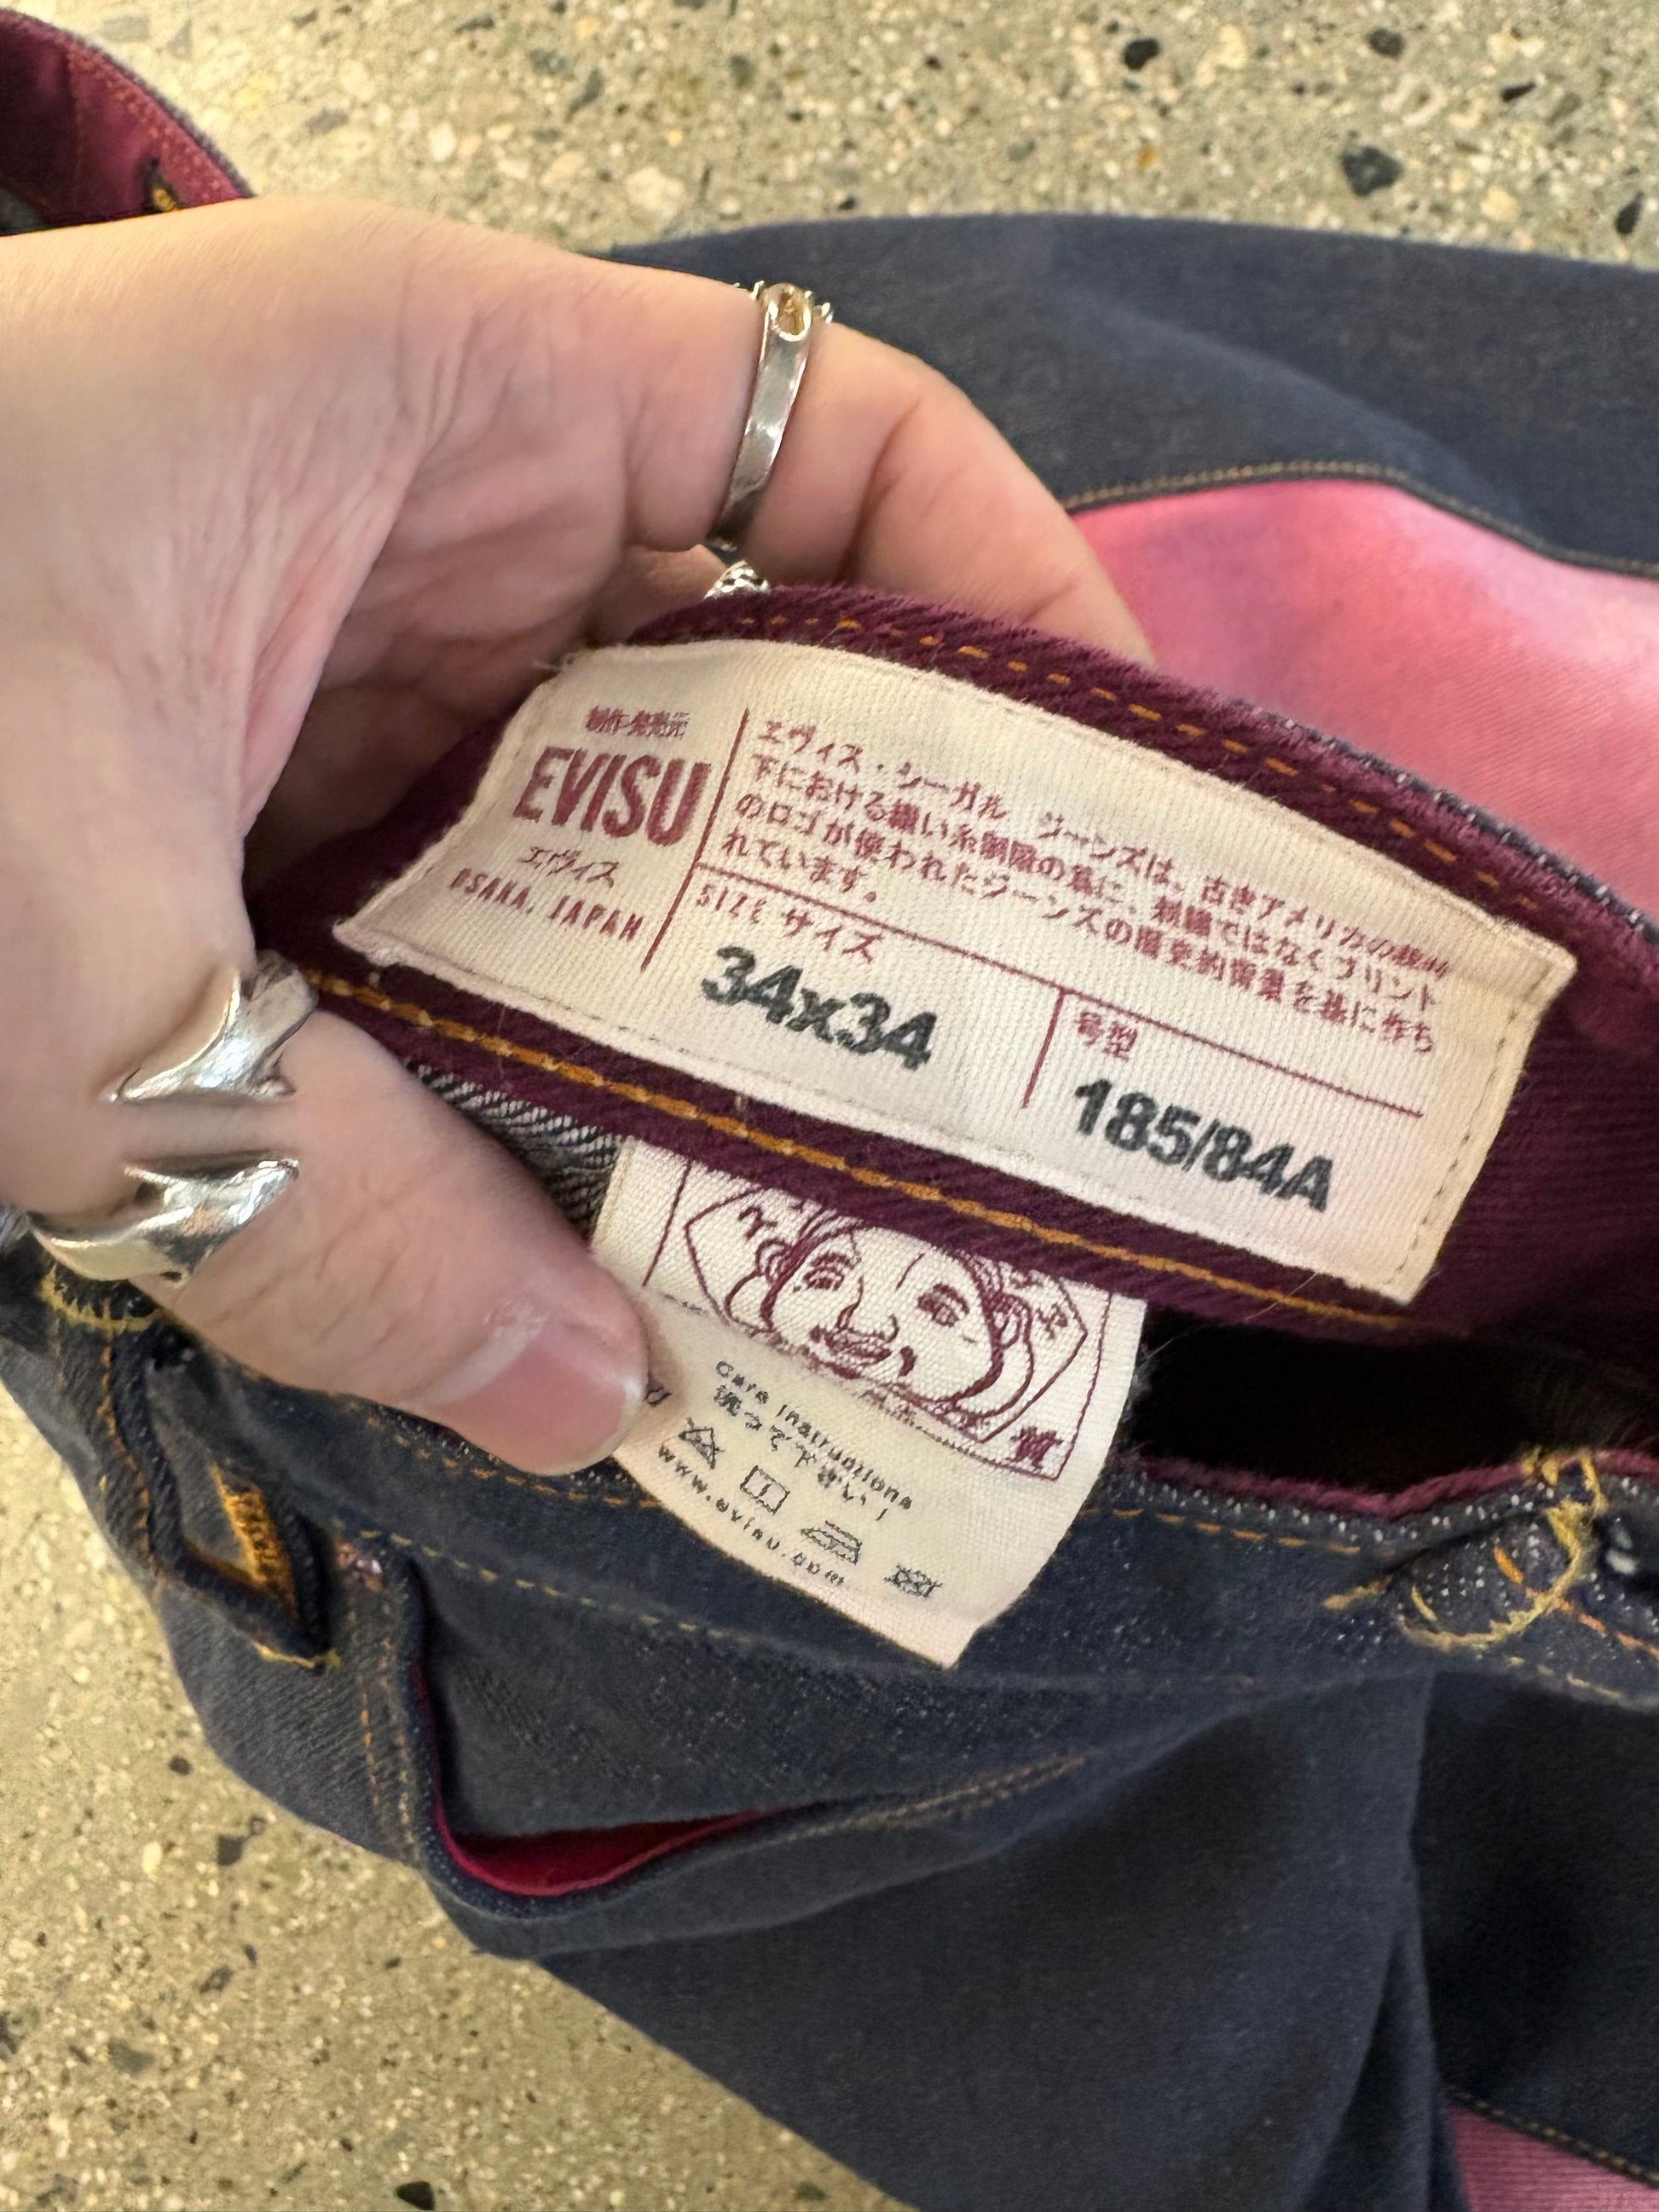 制作·発売元
EVISU
エヴィス
OSAKA, JAPAN
エヴィス・シーガル ジーンズは、古きアメリカの
下における縫い糸制限の為に、刺繍ではなくプリント
のロゴが使われたジーンズの歴史的背景を基に作ら
れています。
SIZE サイズ
34x34
号型
185/84A
質
Care instructions
洗って下さい!
www.evisu.com